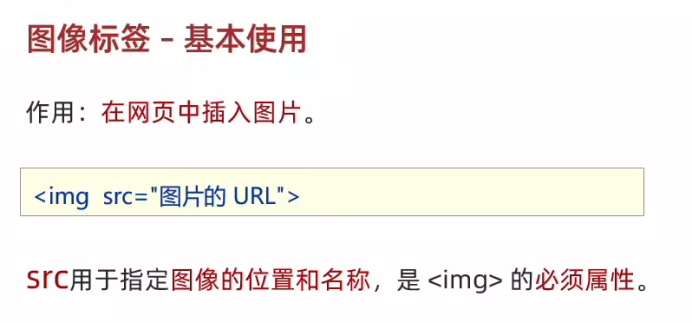 图像标签 – 基本使用
作用：在网页中插入图片。
<img  src="图片的 URL">
src用于指定图像的位置和名称，是 <img> 的必须属性。